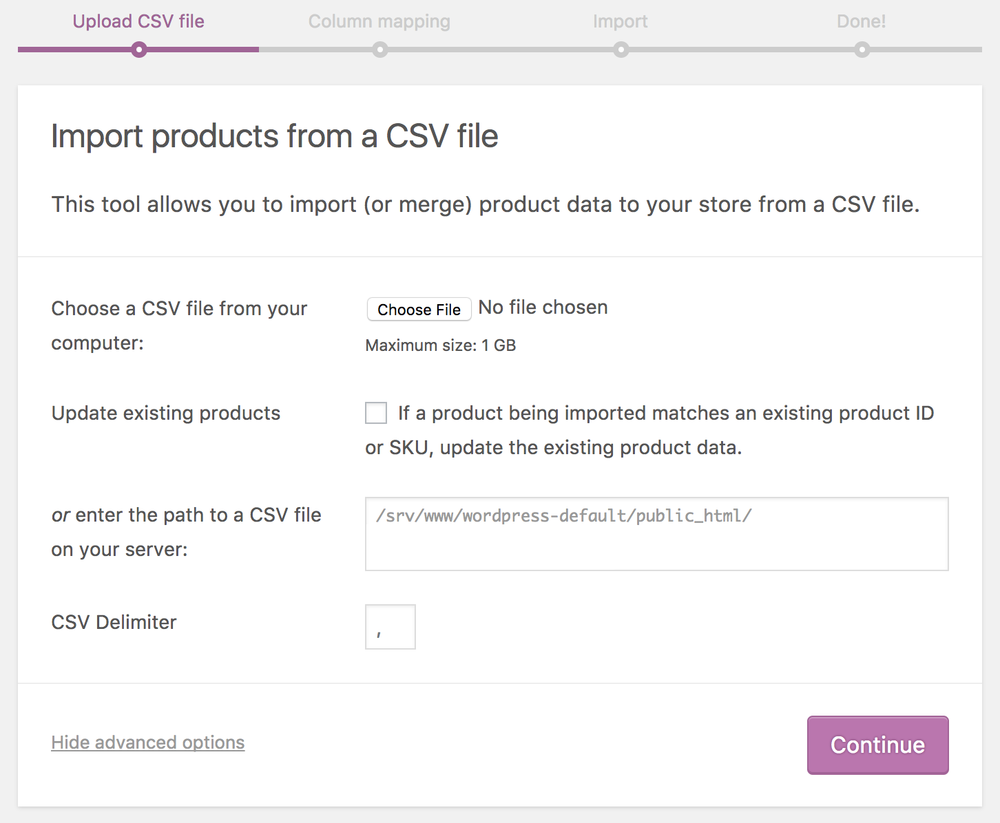 Upload CSV file
Column mapping
Import
Done!
Import products from a CSV file
This tool allows you to import (or merge) product data to your store from a CSV file.
Choose a CSV file from your
computer:
Choose File No file chosen
Maximum size: 1 GB
Update existing products
If a product being imported matches an existing product ID
or SKU, update the existing product data.
or enter the path to a CSV file
on your server:
/srv/www/wordpress-default/public_html/
CSV Delimiter
,
Hide advanced options
Continue